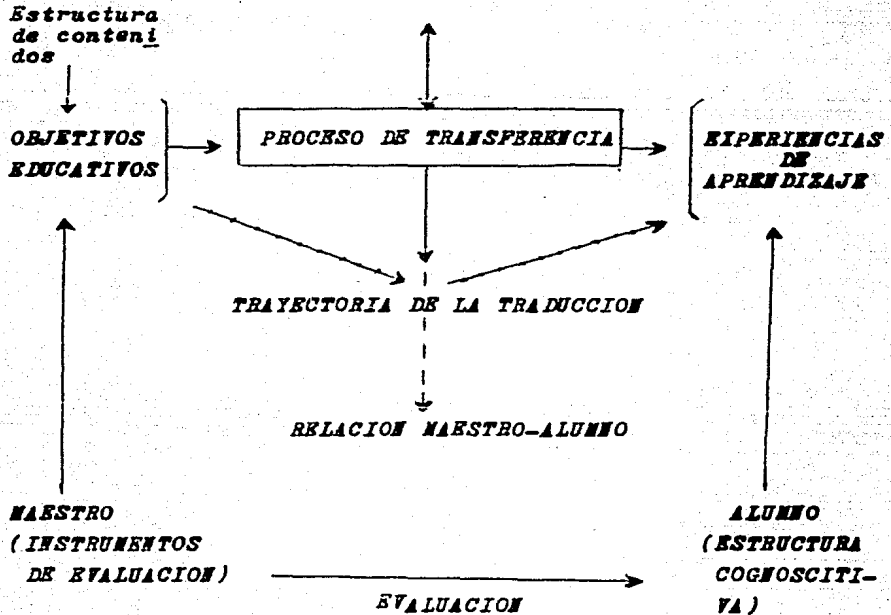 Estructura
de conteni
dos
OBJETIVOS
EDUCATIVOS
PROCESO DE TRANSFERENCIA
EXPERIENCIAS
DE
APRENDIZAJE
TRAYECTORIA DE LA TRADUCCION
RELACION MAESTRO-ALUMNO
MAESTRO
(INSTRUMENTOS
DE EVALUACION)
ALUMNO
(ESTRUCTURA
COGNOSCITI-
VA)
EVALUACION